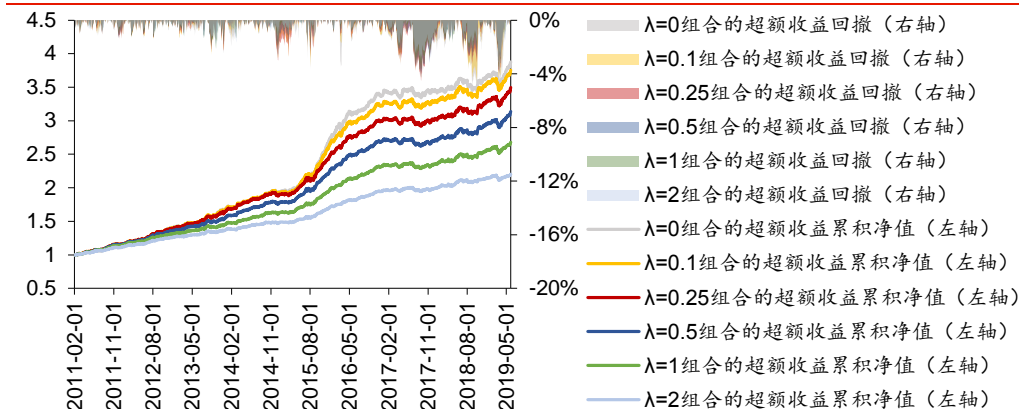 4.5
4
3.5
3
2.5
2
1.5
1
0.5
0%
-4%
-8%
-12%
-16%
-20%
2011-02-01
2011-11-01
2012-08-01
2013-05-01
2014-02-01
2014-11-01
2015-08-01
2016-05-01
2017-02-01
2017-11-01
2018-08-01
2019-05-01
λ=0组合的超额收益回撤（右轴）
λ=0.1组合的超额收益回撤（右轴）
λ=0.25组合的超额收益回撤（右轴）
λ=0.5组合的超额收益回撤（右轴）
λ=1组合的超额收益回撤（右轴）
λ=2组合的超额收益回撤（右轴）
λ=0组合的超额收益累积净值（左轴）
λ=0.1组合的超额收益累积净值（左轴）
λ=0.25组合的超额收益累积净值（左轴）
λ=0.5组合的超额收益累积净值（左轴）
λ=1组合的超额收益累积净值（左轴）
λ=2组合的超额收益累积净值（左轴）